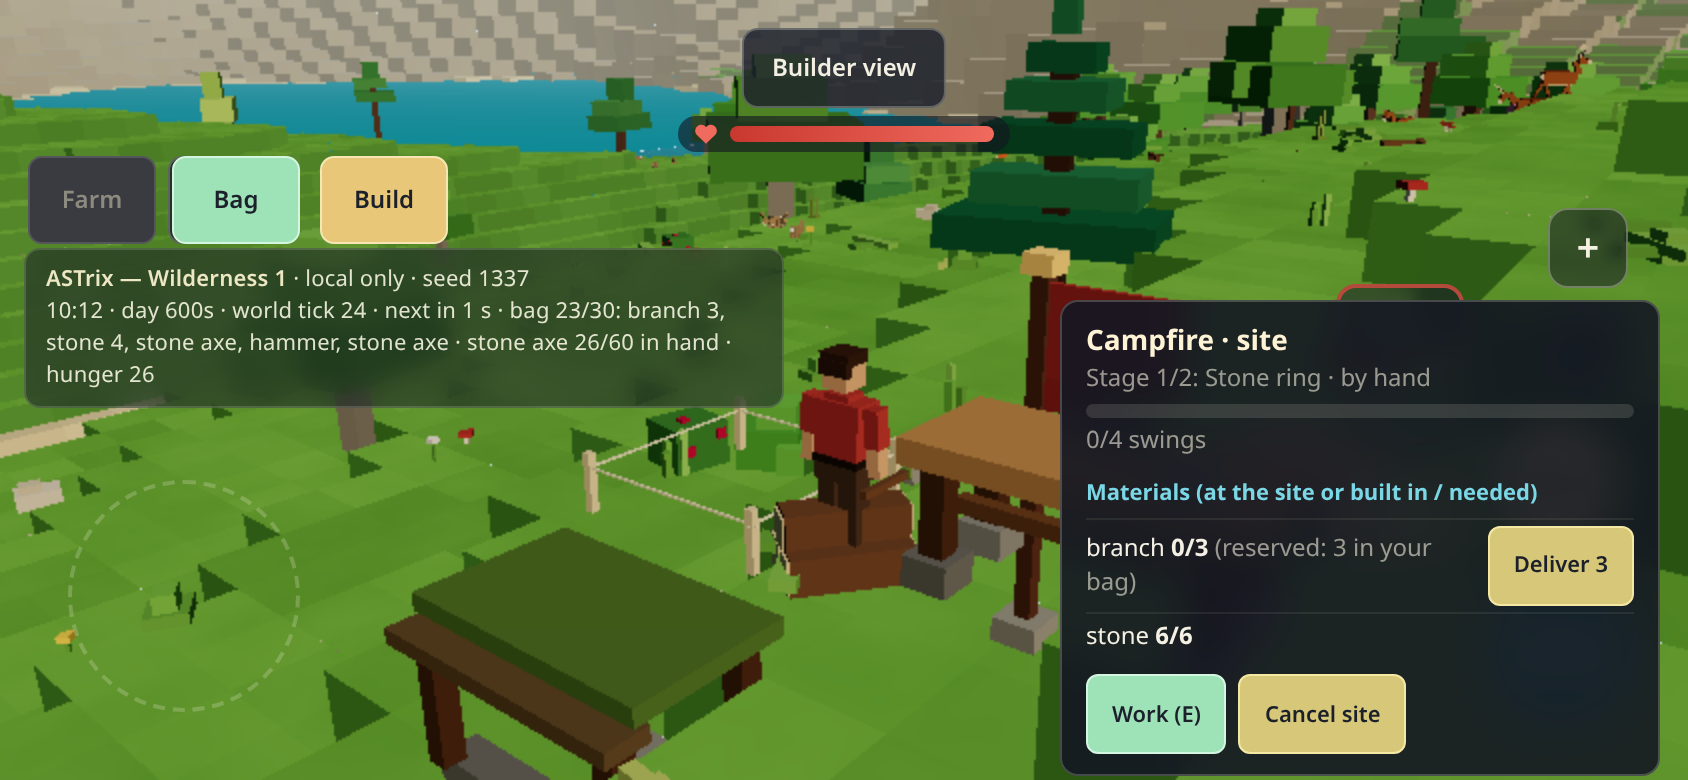 Builder view
Farm
Bag
Build
ASTrix — Wilderness 1 · local only · seed 1337
10:12 · day 600s · world tick 24 · next in 1 s · bag 23/30: branch 3,
stone 4, stone axe, hammer, stone axe · stone axe 26/60 in hand ·
hunger 26
+
Campfire · site
Stage 1/2: Stone ring · by hand
0/4 swings
Materials (at the site or built in / needed)
branch 0/3 (reserved: 3 in your
bag)
Deliver 3
stone 6/6
Work (E)
Cancel site